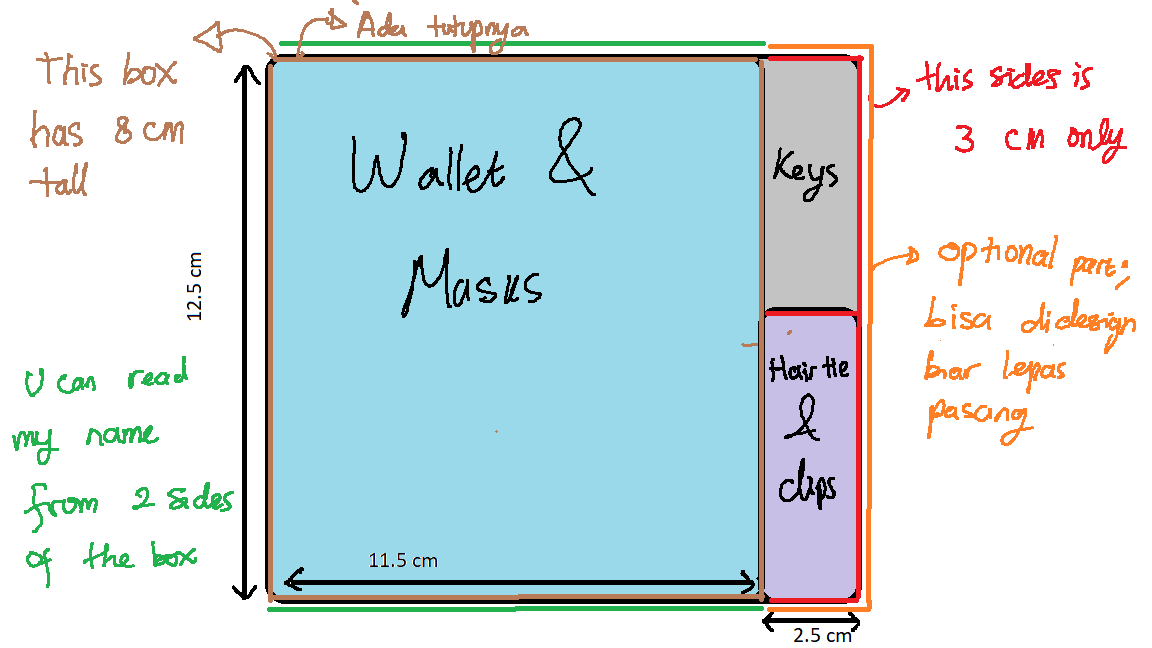 Ada tutupnya
This box
has 8 cm
tall
this sides is
3 cm only
Wallet &
Masks
Keys
12.5 cm
optional part;
bisa didesign
biar lepas
pasang
U can read
my name
from 2 sides
of the box
Hair tie
&
clips
11.5 cm
2.5 cm